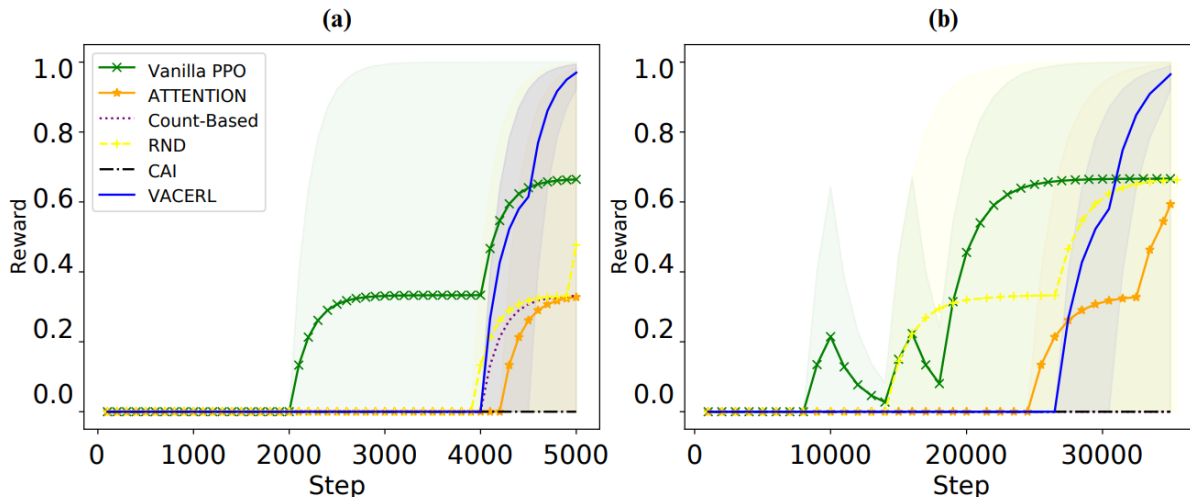 (a)
1.0
0.8
0.6
0.4
0.2
0.0
Reward
Vanilla PPO
ATTENTION
Count-Based
RND
CAI
VACERL
0 1000 2000 3000 4000 5000
Step
(b)
1.0
0.8
0.6
0.4
0.2
0.0
Reward
0 10000 20000 30000
Step